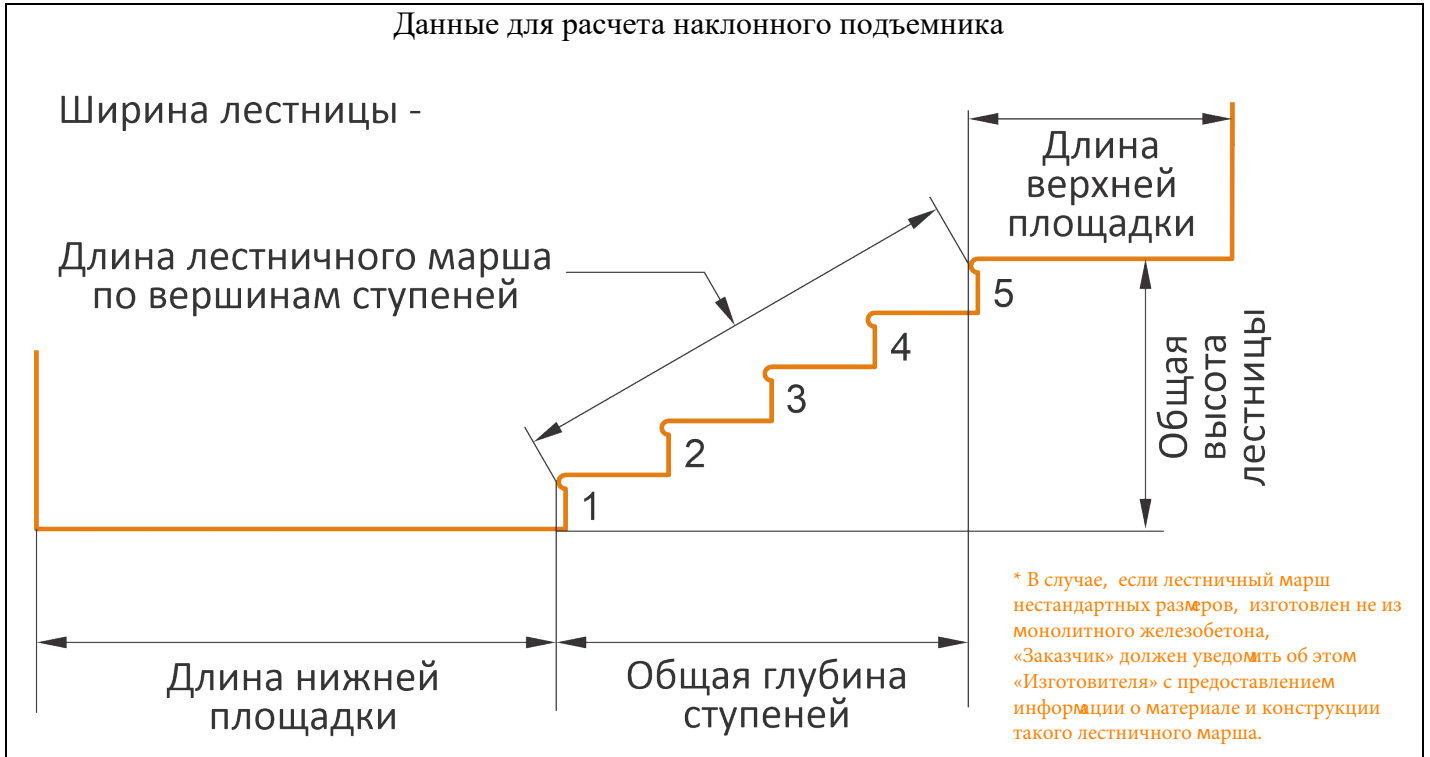 Данные для расчета наклонного подъемника
Ширина лестницы -
Длина
верхней
площадки
Длина лестничного марша
по вершинам ступеней
5
4
3
2
1
Общая
высота
лестницы
* В случае, если лестничный марш
нестандартных размеров, изготовлен не из
монолитного железобетона,
«Заказчик» должен уведомить об этом
«Изготовителя» с предоставлением
информации о материале и конструкции
такого лестничного марша.
Длина нижней
площадки
Общая глубина
ступеней